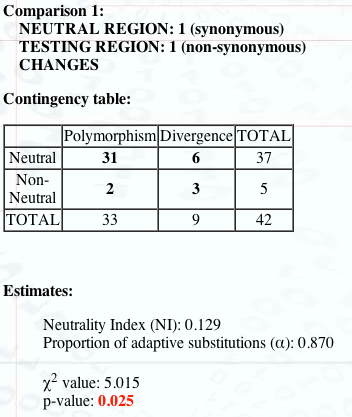 Comparison 1:
NEUTRAL REGION: 1 (synonymous)
TESTING REGION: 1 (non-synonymous)
CHANGES
Contingency table:
Polymorphism Divergence TOTAL
Neutral 31 6 37
Non-
Neutral 2 3 5
TOTAL 33 9 42
Estimates:
Neutrality Index (NI): 0.129
Proportion of adaptive substitutions (α): 0.870
χ2 value: 5.015
p-value: 0.025